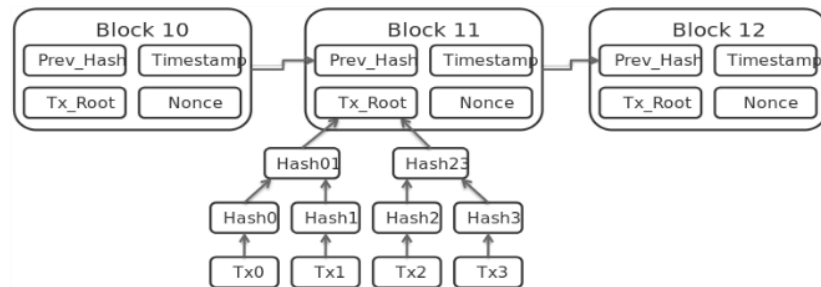 Block 10 Block 11 Block 12
Prev_Hash Timestamp Prev_Hash Timestamp Prev_Hash Timestamp
Tx_Root Nonce Tx_Root Nonce Tx_Root Nonce
Hash01 Hash23
Hash0 Hash1 Hash2 Hash3
Tx0 Tx1 Tx2 Tx3